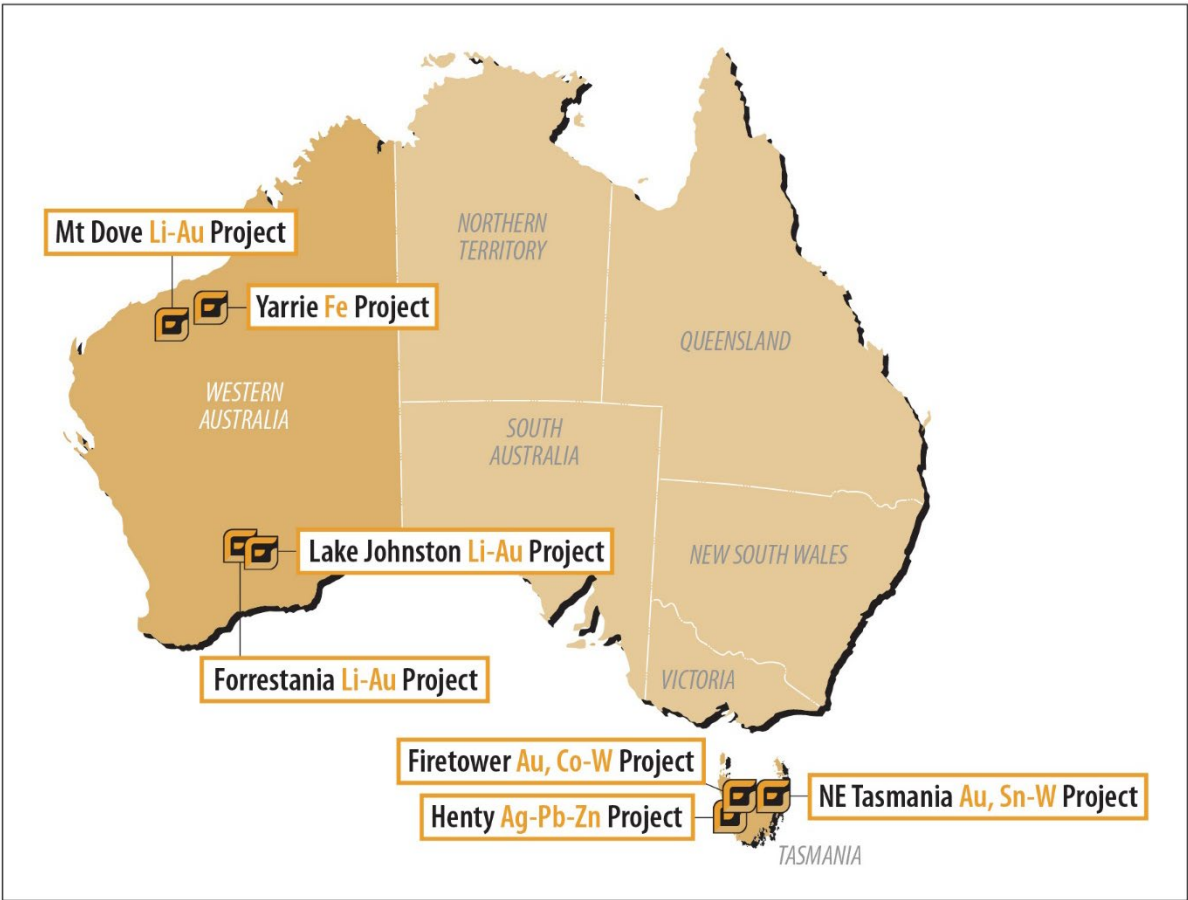 NORTHERN
TERRITORY
Mt Dove Li-Au Project
Yarrie Fe Project
QUEENSLAND
WESTERN
AUSTRALIA
SOUTH
AUSTRALIA
Lake Johnston Li-Au Project
NEW SOUTH WALES
Forrestania Li-Au Project
VICTORIA
Firetower Au, Co-W Project
NE Tasmania Au, Sn-W Project
Henty Ag-Pb-Zn Project
TASMANIA